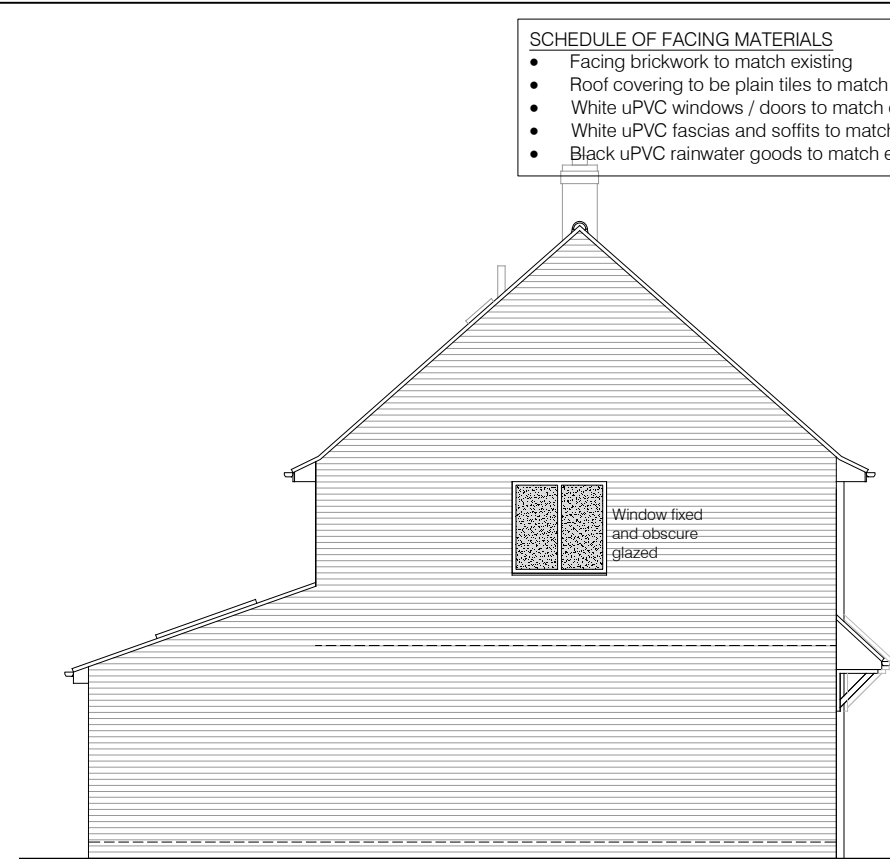 SCHEDULE OF FACING MATERIALS
• Facing brickwork to match existing
• Roof covering to be plain tiles to match
• White uPVC windows / doors to match
• White uPVC fascias and soffits to match
• Black uPVC rainwater goods to match
Window fixed
and obscure
glazed